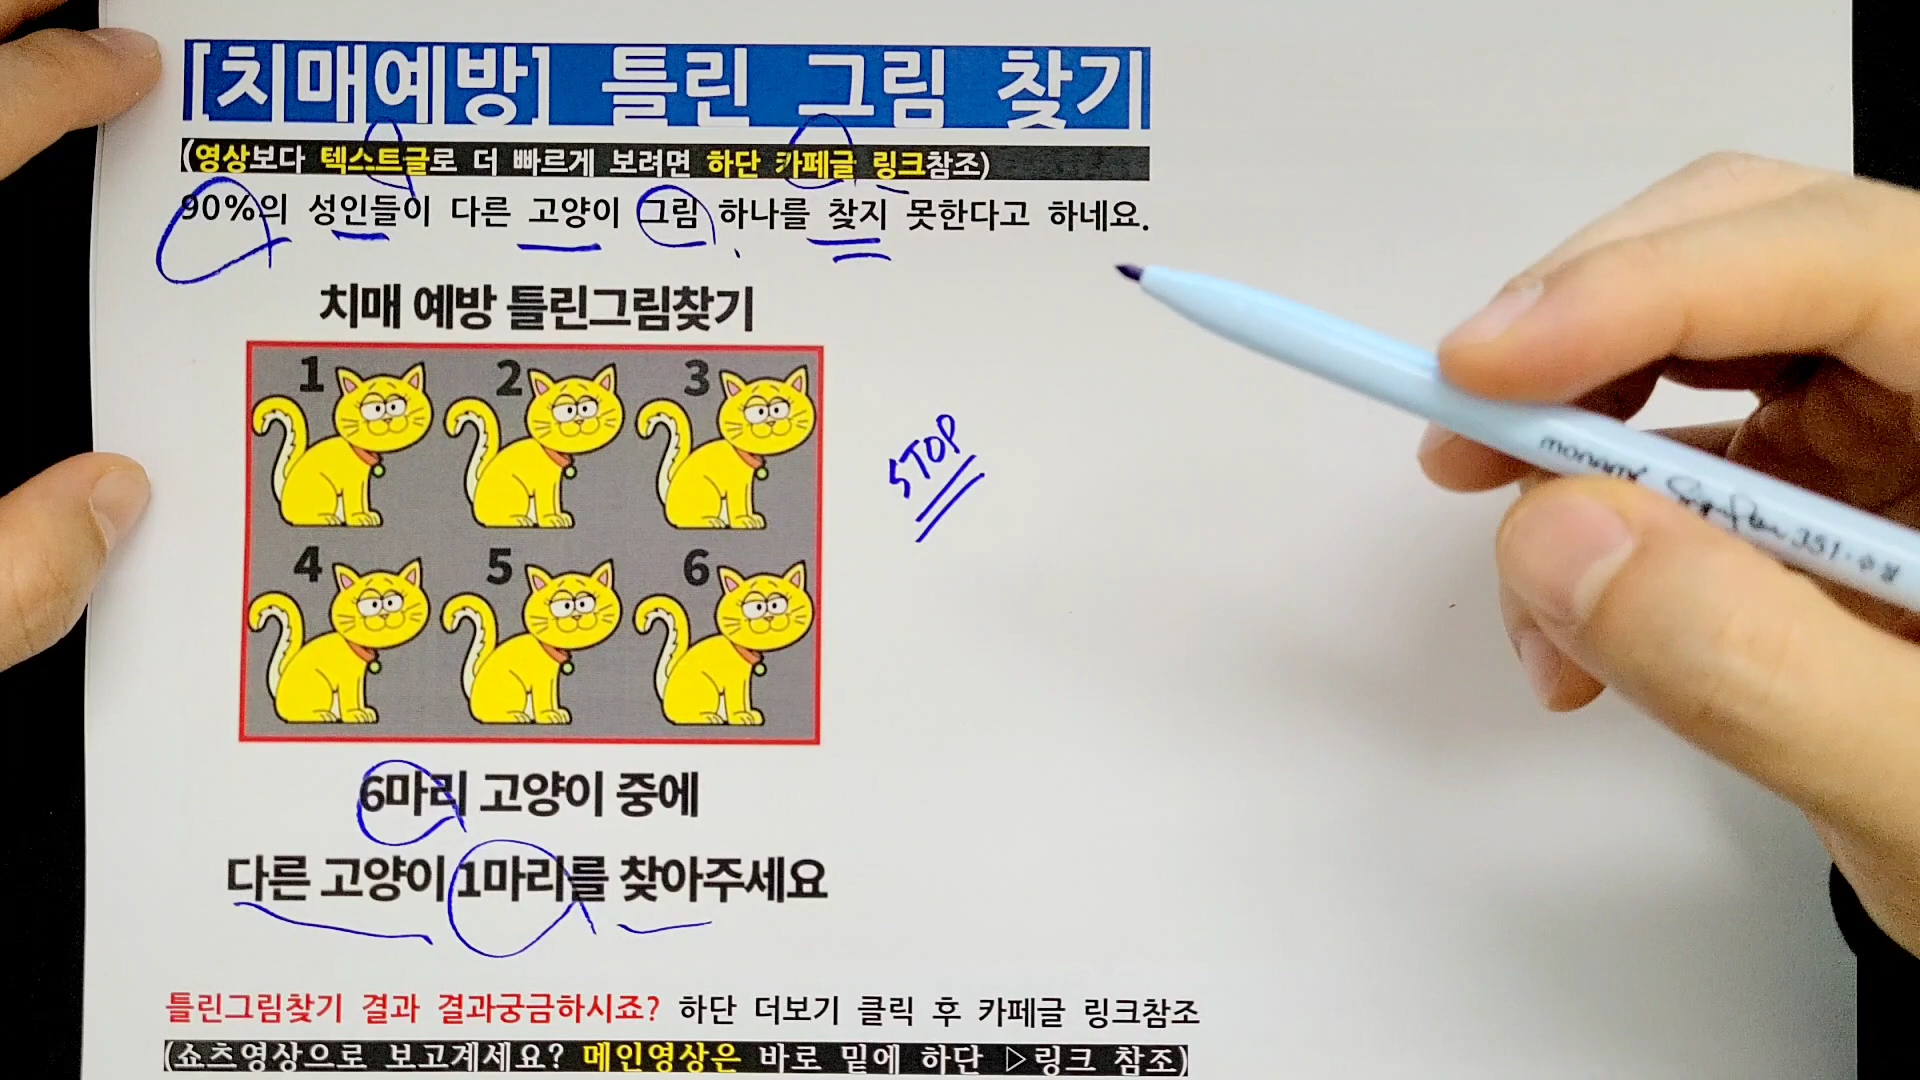 [치매예방] 틀린 그림 찾기
(영상보다 텍스트글로 더 빠르게 보려면 하단 카페글 링크참조)
90%의 성인들이 다른 고양이 그림 하나를 찾지 못한다고 하네요.
치매 예방 틀린그림찾기
1 2 3
STOP
4 5 6
6마리 고양이 중에
다른 고양이 1마리를 찾아주세요
틀린그림찾기 결과 결과궁금하시죠? 하단 더보기 클릭 후 카페글 링크참조
(쇼츠영상으로 보고계세요? 메인영상은 바로 밑에 하단 ▷링크 참조)
monami 351